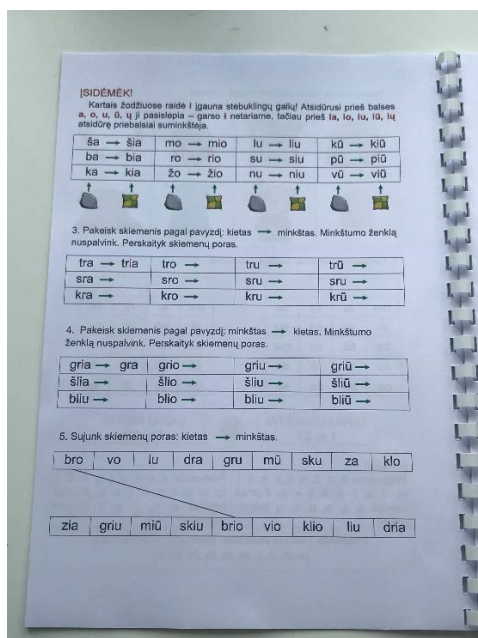 ĮSIDĖMĖK!
Kartais žodžiuose raidė I įgauna stebuklingų galių! Atsidūrusi prieš balses
a, o, u, ū, ų ji pasislepia – garso I netariame, tačiau prieš ia, io, iu, iū, ių
atsidūrę priebalsiai suminkštėja.
ša → šia mo → mio lu → liu kū → kiū
ba → bia ro → rio su → siu pū → piū
ka → kia žo → žio nu → niu vū → viū
3. Pakeisk skiemenis pagal pavyzdį: kietas → minkštas. Minkštumo ženklą
nuspalvink. Perskaityk skiemenų poras.
tra → tria tro → tru → trū →
sra → sro → sru → sru →
kra → kro → kru → krū →
4. Pakeisk skiemenis pagal pavyzdį: minkštas → kietas. Minkštumo
ženklą nuspalvink. Perskaityk skiemenų poras.
gria → gra grio → griu → griū →
šlia → šlio → šliu → šliū →
bliu → blio → bliu → bliū →
5. Sujunk skiemenų poras: kietas → minkštas.
bro vo lu dra gru mū sku za klo
zia griu miū skiu brio vio klio liu dria